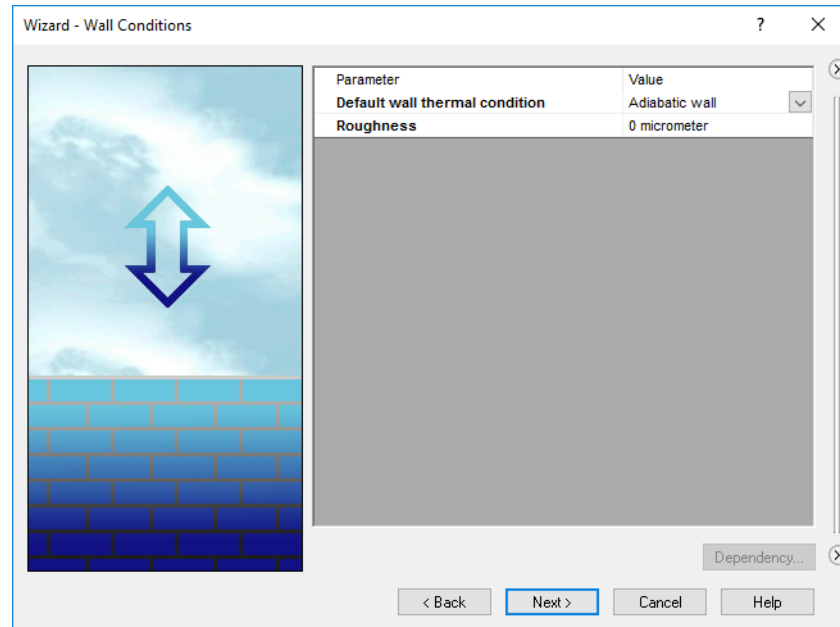 Wizard - Wall Conditions
?
Parameter Value
Default wall thermal condition Adiabatic wall
Roughness 0 micrometer
Dependency...
< Back Next > Cancel Help